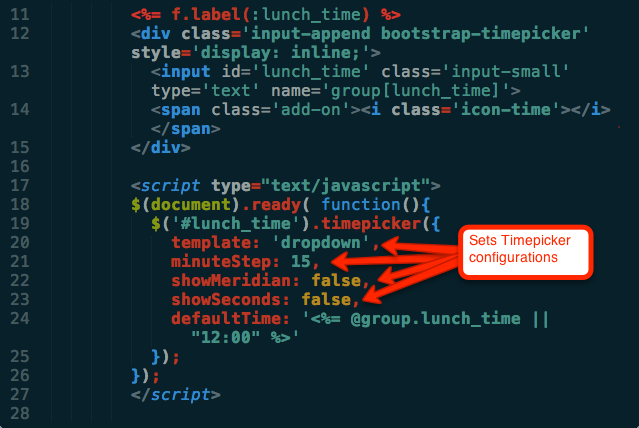 11 <%= f.label(:lunch_time) %>
12 <div class='input-append bootstrap-timepicker'
style='display: inline;'>
13 <input id='lunch_time' class='input-small'
type='text' name='group[lunch_time]'>
14 <span class='add-on'><i class='icon-time'></i>
</span>
15 </div>
16
17 <script type="text/javascript">
18 $(document).ready( function(){
19 $('#lunch_time').timepicker({
20 template: 'dropdown',
21 minuteStep: 15,
22 showMeridian: false,
23 showSeconds: false,
24 defaultTime: '<%= @group.lunch_time ||
"12:00" %>'
25 });
26 });
27 </script>
28
Sets Timepicker
configurations